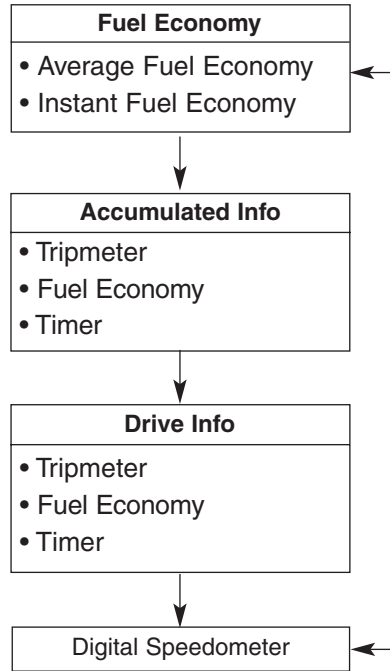 Fuel Economy
• Average Fuel Economy
• Instant Fuel Economy
Accumulated Info
• Tripmeter
• Fuel Economy
• Timer
Drive Info
• Tripmeter
• Fuel Economy
• Timer
Digital Speedometer